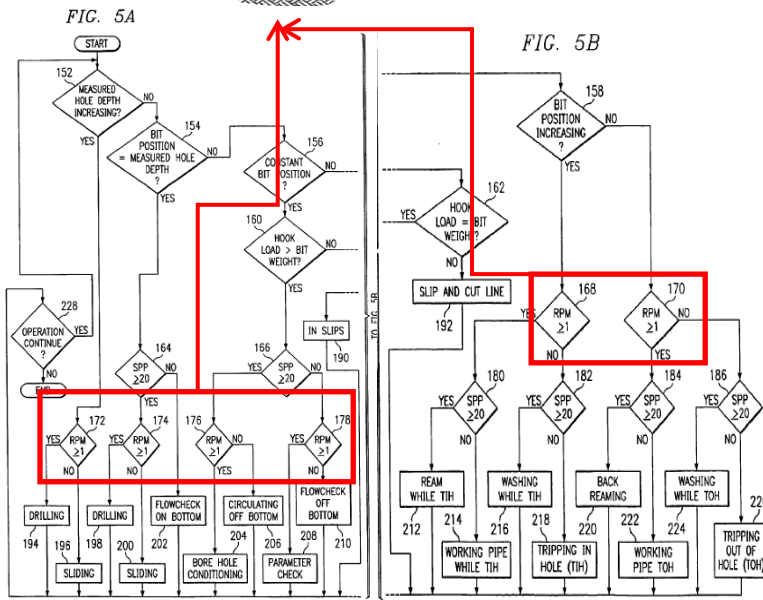 FIG. 5A
START
152
MEASURED
HOLE DEPTH
INCREASING?
NO
YES
154
BIT
POSITION
= MEASURED HOLE
DEPTH
?
NO
YES
156
CONSTANT
BIT POSITION
?
NO
YES
160
HOOK
LOAD > BIT
WEIGHT?
NO
YES
228
OPERATION
CONTINUE
?
YES
NO
END
164
SPP
≥20
NO
YES
166
SPP
≥20
YES
NO
IN SLIPS
190
TO FIG. 5B
172
YES
RPM
≥1
NO
174
YES
RPM
≥1
NO
176
RPM
≥1
NO
YES
178
YES
RPM
≥1
NO
DRILLING
194
DRILLING
198
FLOWCHECK
ON BOTTOM
202
CIRCULATING
OFF BOTTOM
206
FLOWCHECK
OFF
BOTTOM
210
196
SLIDING
200
SLIDING
204
BORE HOLE
CONDITIONING
208
PARAMETER
CHECK
FIG. 5B
158
BIT
POSITION
INCREASING
?
NO
YES
162
HOOK
LOAD = BIT
WEIGHT?
YES
NO
SLIP AND CUT LINE
192
168
YES
RPM
≥1
NO
170
RPM
≥1
NO
YES
180
YES
SPP
≥20
NO
182
YES
SPP
≥20
NO
184
YES
SPP
≥20
NO
186
YES
SPP
≥20
NO
REAM
WHILE TIH
212
WASHING
WHILE TIH
216
BACK
REAMING
220
WASHING
WHILE TOH
224
214
WORKING PIPE
WHILE TIH
218
TRIPPING IN
HOLE (TIH)
222
WORKING
PIPE TOH
TRIPPING
OUT OF
HOLE (TOH)